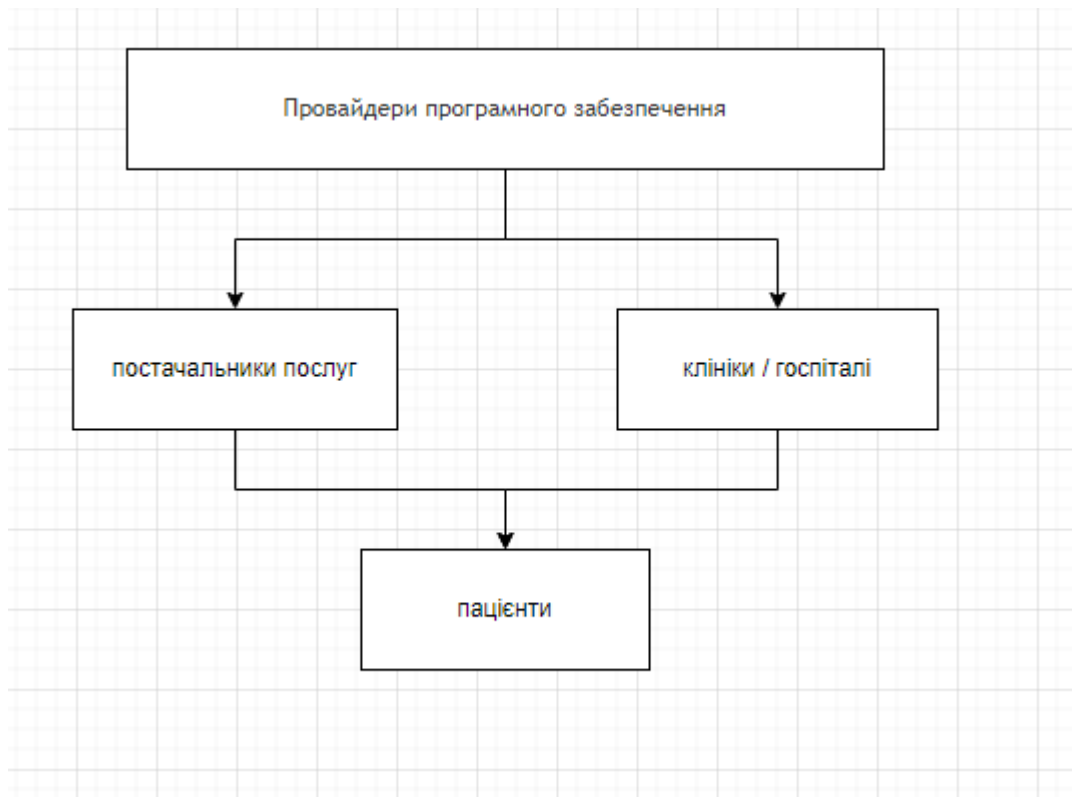 Провайдери програмного забезпечення
постачальники послуг
клініки / госпіталі
пацієнти